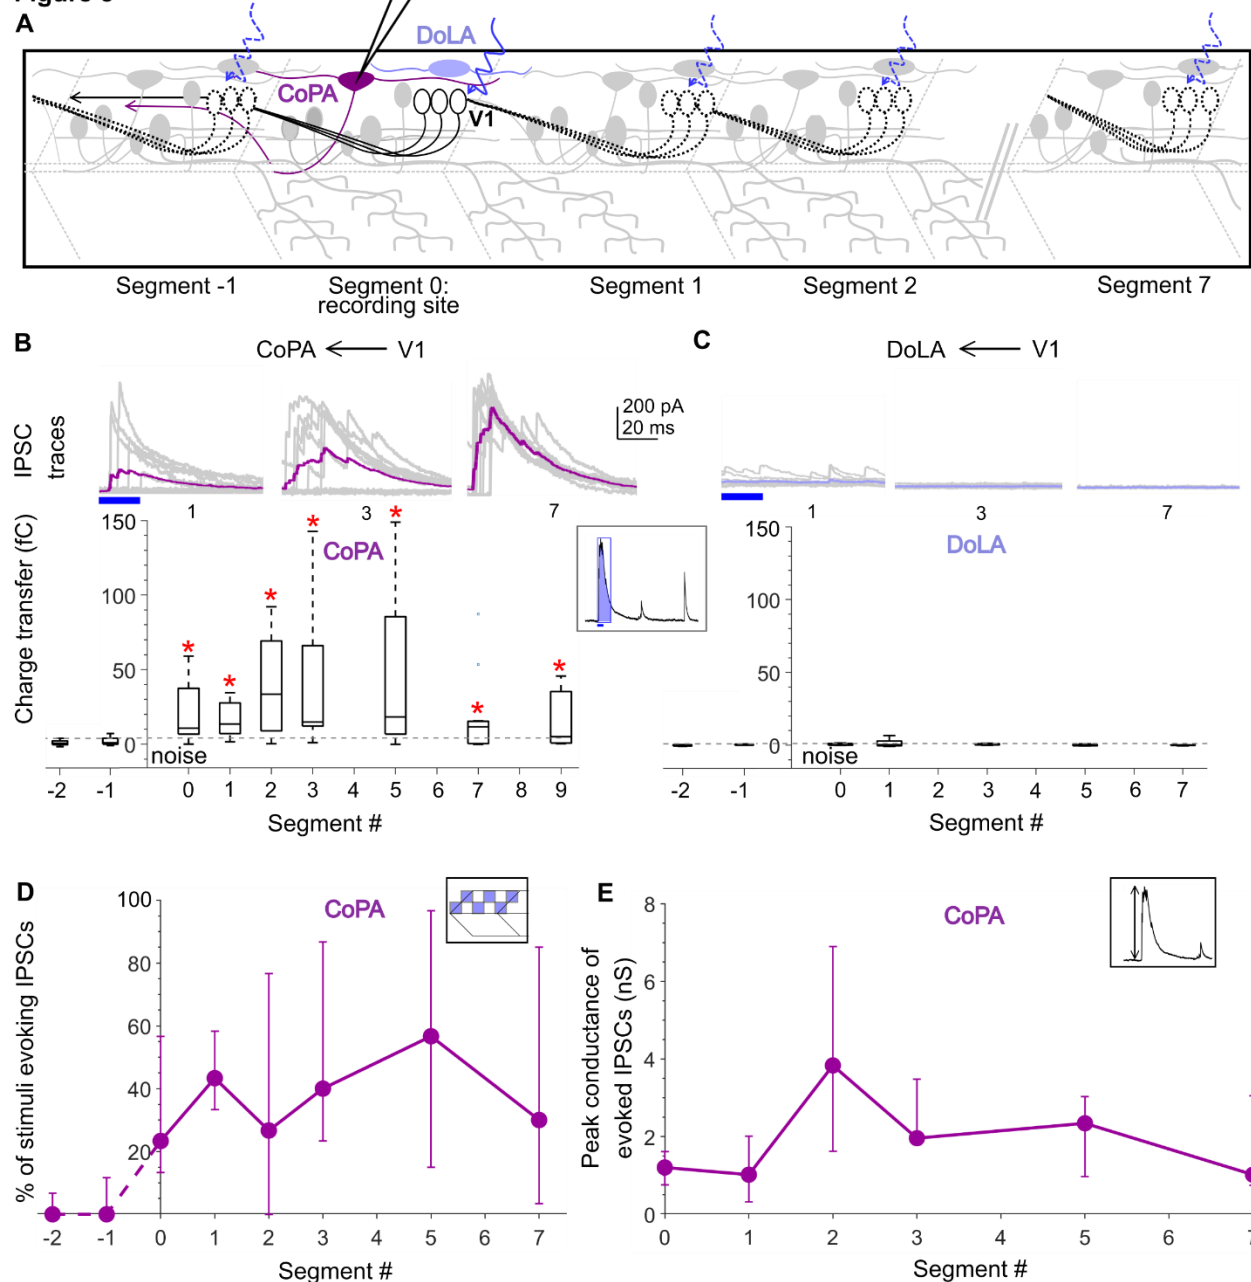 A
DoLA
CoPA
V1
Segment -1
Segment 0:
recording site
Segment 1
Segment 2
Segment 7
B
CoPA ← V1
IPSC
traces
200 pA
20 ms
1
3
7
Charge transfer (fC)
150
100
50
0
CoPA
* * * * * * *
noise
-2 -1 0 1 2 3 4 5 6 7 8 9
Segment #
C
DoLA ← V1
1
3
7
150
100
50
0
DoLA
noise
-2 -1 0 1 2 3 4 5 6 7
Segment #
D
% of stimuli evoking IPSCs
100
80
60
40
20
0
CoPA
-2 -1 0 1 2 3 4 5 6 7
Segment #
E
Peak conductance of
evoked IPSCs (nS)
8
6
4
2
0
CoPA
0 1 2 3 4 5 6 7
Segment #